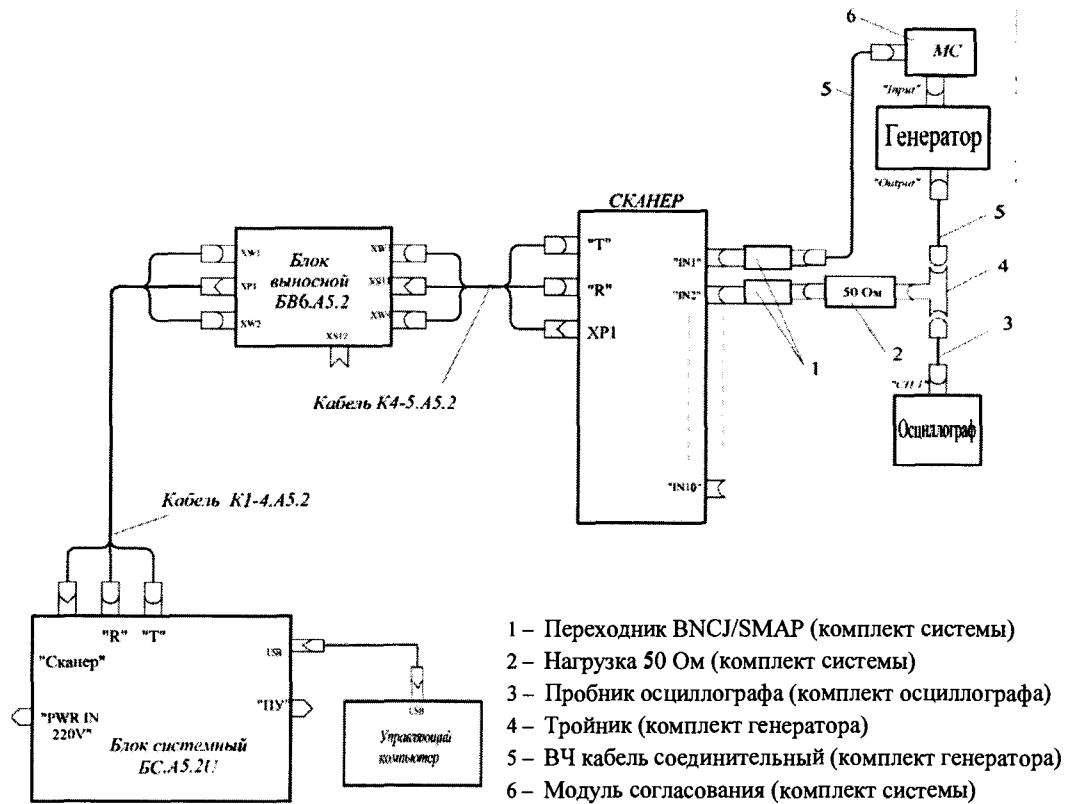 6
МС
5
"Input"
Генератор
"Output"
СКАНЕР
5
"T"
"IN1"
4
XW1
XW
Блок
выносной
БВ6.А5.2
XP1
"R"
"IN2"
50 Ом
XW2
XP1
XS12
1
2
3
"CH 1"
Кабель К4-5.А5.2
Осциллограф
"IN10"
Кабель К1-4.А5.2
"R"
"T"
"Сканер"
USB
"PWR IN
220V"
"ПУ"
USB
Управляющий
компьютер
Блок системный
БС.А5.2U
1 – Переходник BNCJ/SMAP (комплект системы)
2 – Нагрузка 50 Ом (комплект системы)
3 – Пробник осциллографа (комплект осциллографа)
4 – Тройник (комплект генератора)
5 – ВЧ кабель соединительный (комплект генератора)
6 – Модуль согласования (комплект системы)